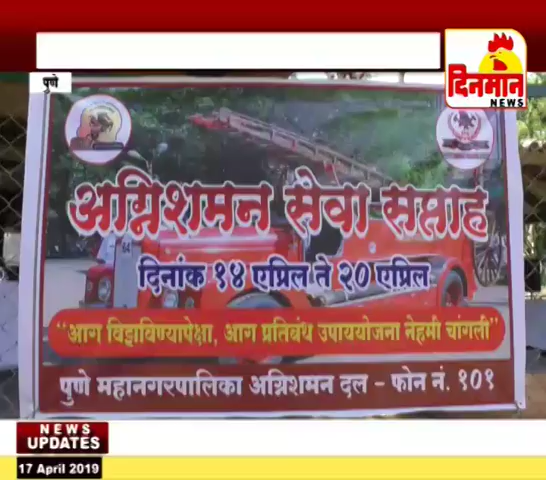 पुणे
दिनमान
NEWS
अग्निशमन सेवा सप्ताह
दिनांक १४ एप्रिल ते २० एप्रिल
"आग विझाविण्यापेक्षा, आग प्रतिबंध उपाययोजना नेहमी चांगली"
पुणे महानगरपालिका अग्निशमन दल - फोन नं. १०१
NEWS
UPDATES
17 April 2019